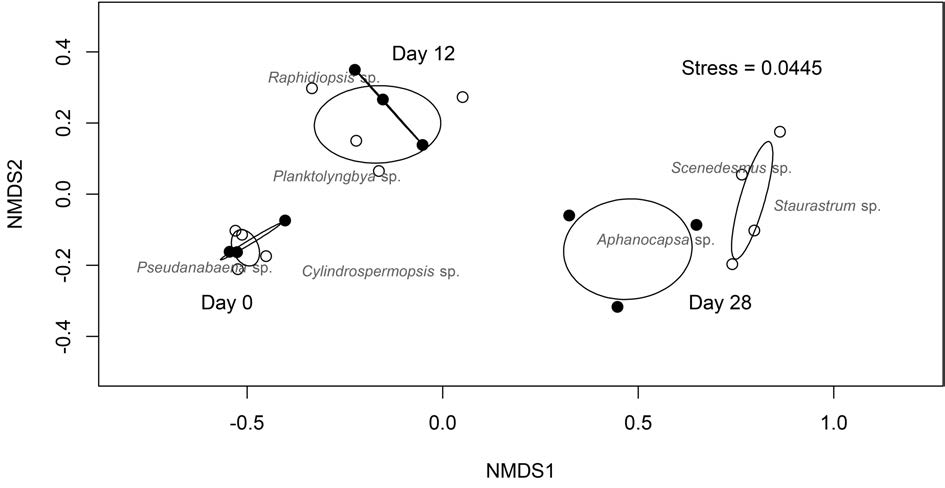 0.4
0.2
0.0
-0.2
-0.4
NMDS2
Day 12
Stress = 0.0445
Raphidiopsis sp.
Planktolyngbya sp.
Scenedesmus sp.
Staurastrum sp.
Aphanocapsa sp.
Pseudanabaena sp.
Cylindrospermopsis sp.
Day 0
Day 28
-0.5
0.0
0.5
1.0
NMDS1